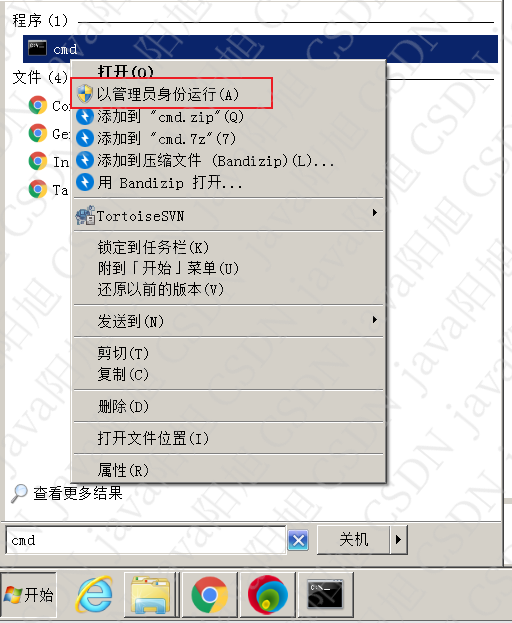 程序 (1)
cmd
文件 (4)
打开(O)
以管理员身份运行(A)
Co
添加到 "cmd.zip"(Q)
Ge
添加到 "cmd.7z"(7)
In
添加到压缩文件 (Bandizip)(L)...
Ta
用 Bandizip 打开...
TortoiseSVN
锁定到任务栏(K)
附到「开始」菜单(U)
还原以前的版本(V)
发送到(N)
剪切(T)
复制(C)
删除(D)
打开文件位置(I)
属性(R)
查看更多结果
cmd
关机
开始
CSDN java阳旭